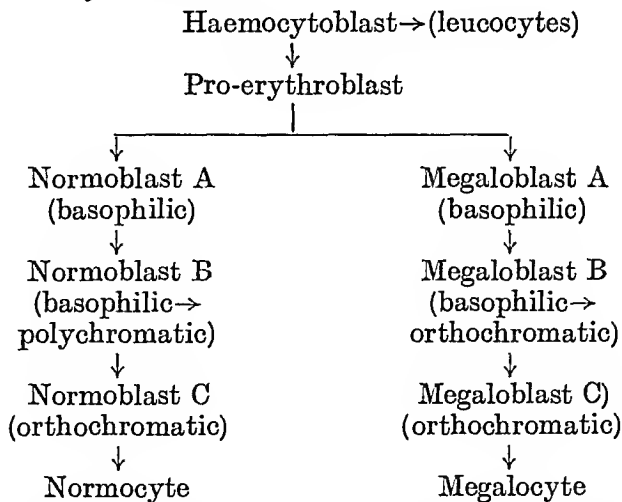 Haemocytoblast→(leucocytes)
↓
Pro-erythroblast
↓ ↓
Normoblast A Megaloblast A
(basophilic) (basophilic)
↓ ↓
Normoblast B Megaloblast B
(basophilic→ (basophilic→
polychromatic) orthochromatic)
↓ ↓
Normoblast C Megaloblast C)
(orthochromatic) (orthochromatic)
↓ ↓
Normocyte Megalocyte